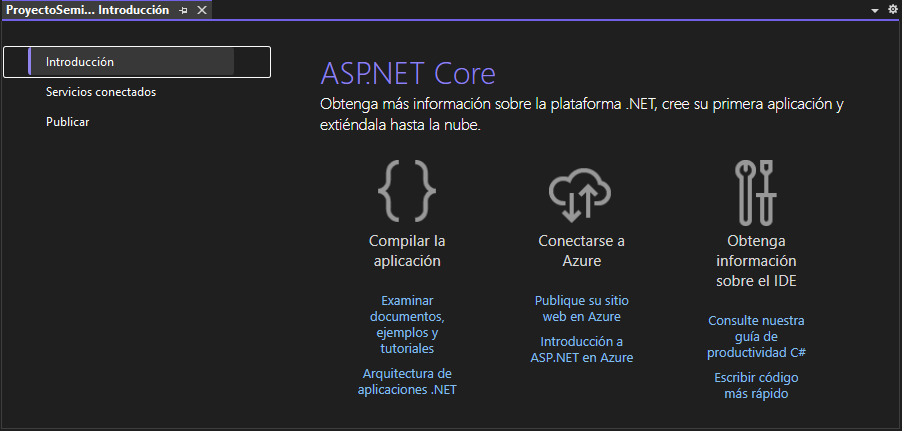 ProyectoSemi... Introducción
Introducción
Servicios conectados
Publicar
ASP.NET Core
Obtenga más información sobre la plataforma .NET, cree su primera aplicación y
extiéndala hasta la nube.
Compilar la
aplicación
Examinar
documentos,
ejemplos y
tutoriales
Arquitectura de
aplicaciones .NET
Conectarse a
Azure
Publique su sitio
web en Azure
Introducción a
ASP.NET en Azure
Obtenga
información
sobre el IDE
Consulte nuestra
guía de
productividad C#
Escribir código
más rápido